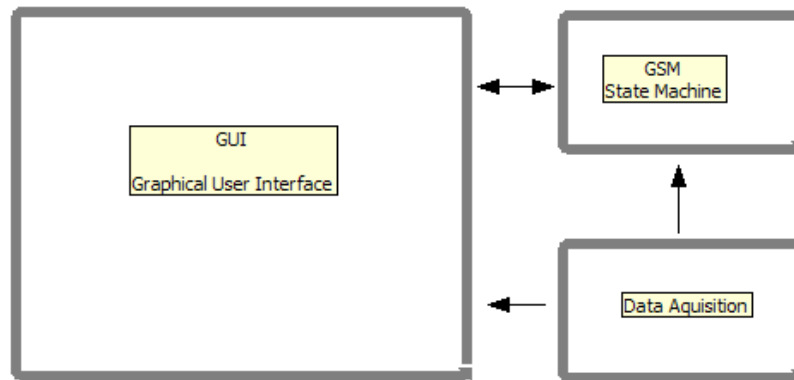 GUI
Graphical User Interface
GSM
State Machine
Data Aquisition